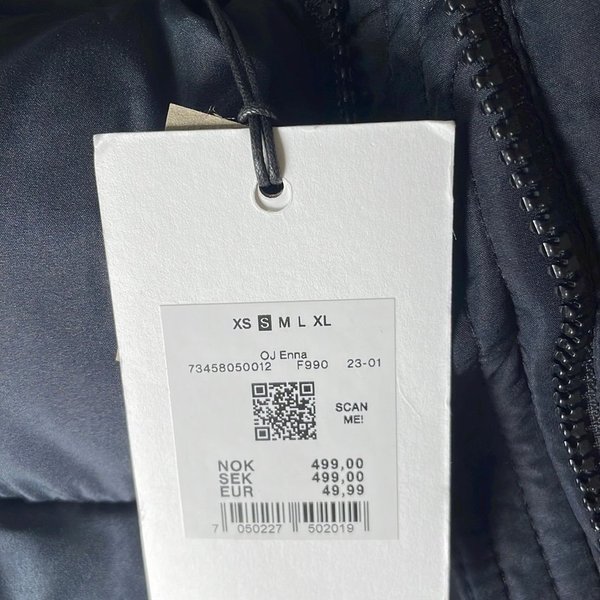 XS S M L XL
OJ Enna
73458050012 F990 23-01
SCAN
ME!
NOK 499,00
SEK 499,00
EUR 49,99
7 050227 502019